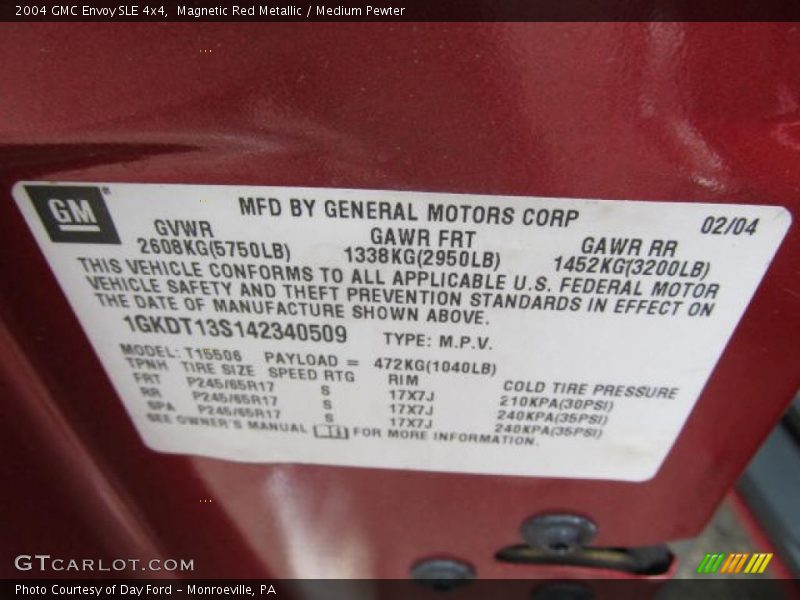 2004 GMC Envoy SLE 4x4,  Magnetic Red Metallic / Medium Pewter
GM
MFD BY GENERAL MOTORS CORP
02/04
GVWR GAWR FRT GAWR RR
2608KG(5750LB) 1338KG(2950LB) 1452KG(3200LB)
THIS VEHICLE CONFORMS TO ALL APPLICABLE U.S. FEDERAL MOTOR
VEHICLE SAFETY AND THEFT PREVENTION STANDARDS IN EFFECT ON
THE DATE OF MANUFACTURE SHOWN ABOVE.
1GKDT13S142340509 TYPE: M.P.V.
MODEL: T15506 PAYLOAD = 472KG(1040LB)
TPNH TIRE SIZE SPEED RTG RIM COLD TIRE PRESSURE
FRT P245/65R17 S 17X7J 210KPA(30PSI)
RR P245/65R17 S 17X7J 240KPA(35PSI)
SPA P245/65R17 S 17X7J 240KPA(35PSI)
SEE OWNER'S MANUAL FOR MORE INFORMATION.
GTCARLOT.COM
Photo Courtesy of Day Ford – Monroeville, PA